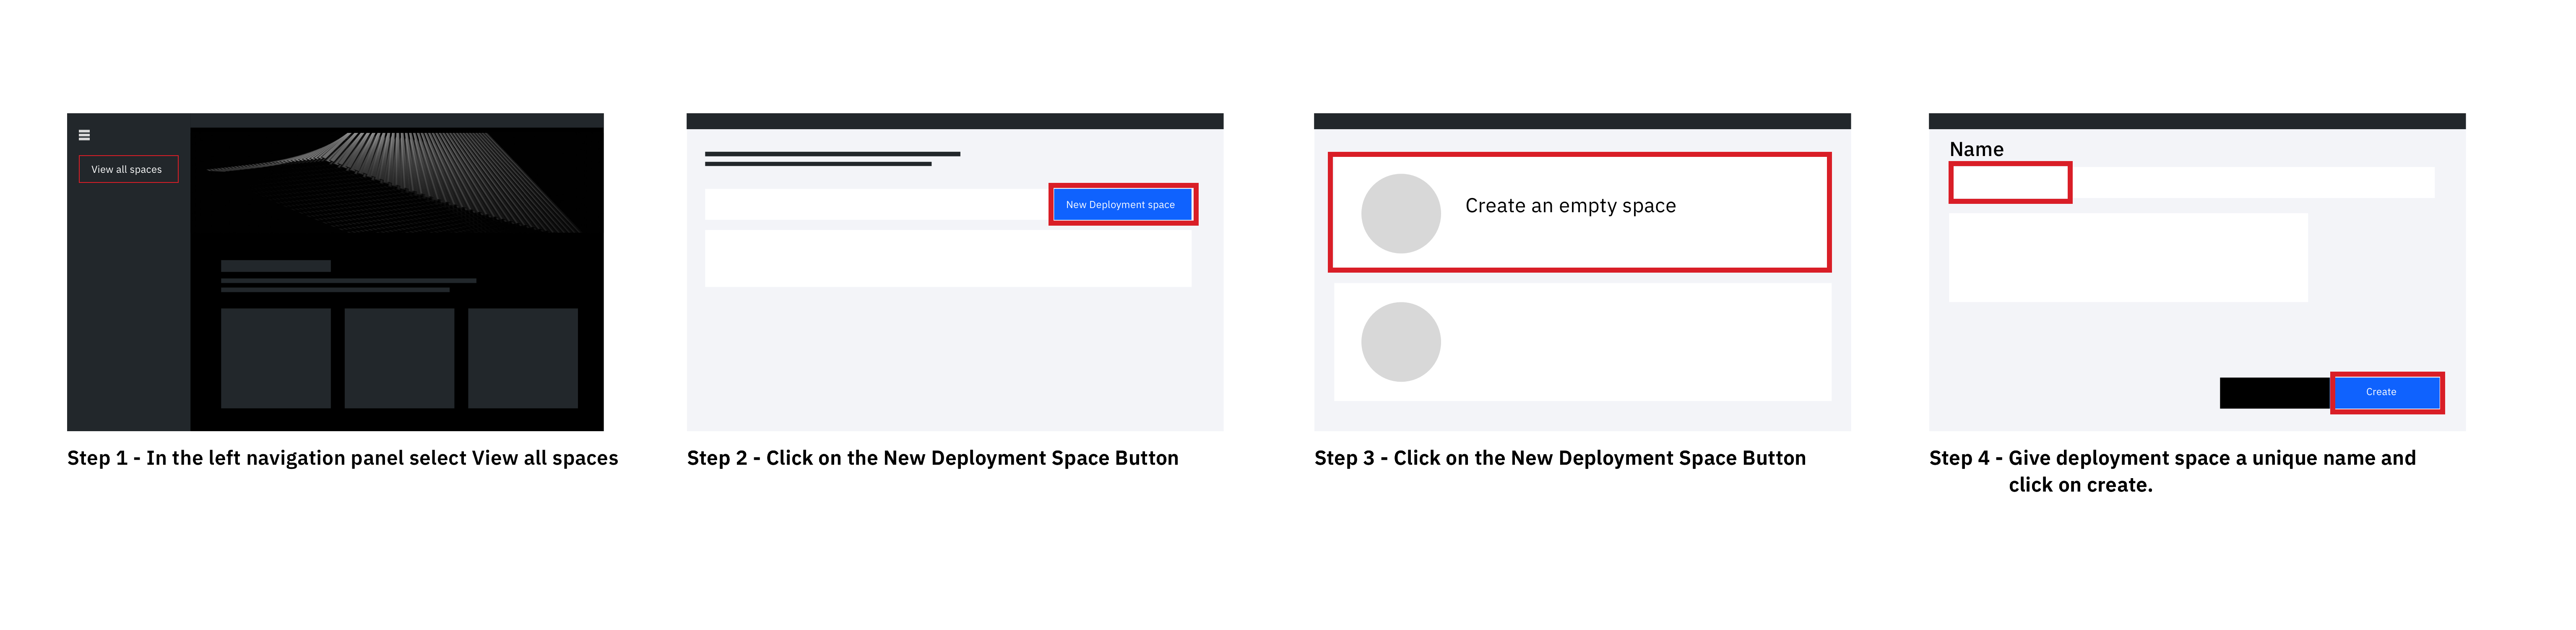 View all spaces
Step 1 - In the left navigation panel select View all spaces
New Deployment space
Step 2 - Click on the New Deployment Space Button
Create an empty space
Step 3 - Click on the New Deployment Space Button
Name
Create
Step 4 - Give deployment space a unique name and
click on create.